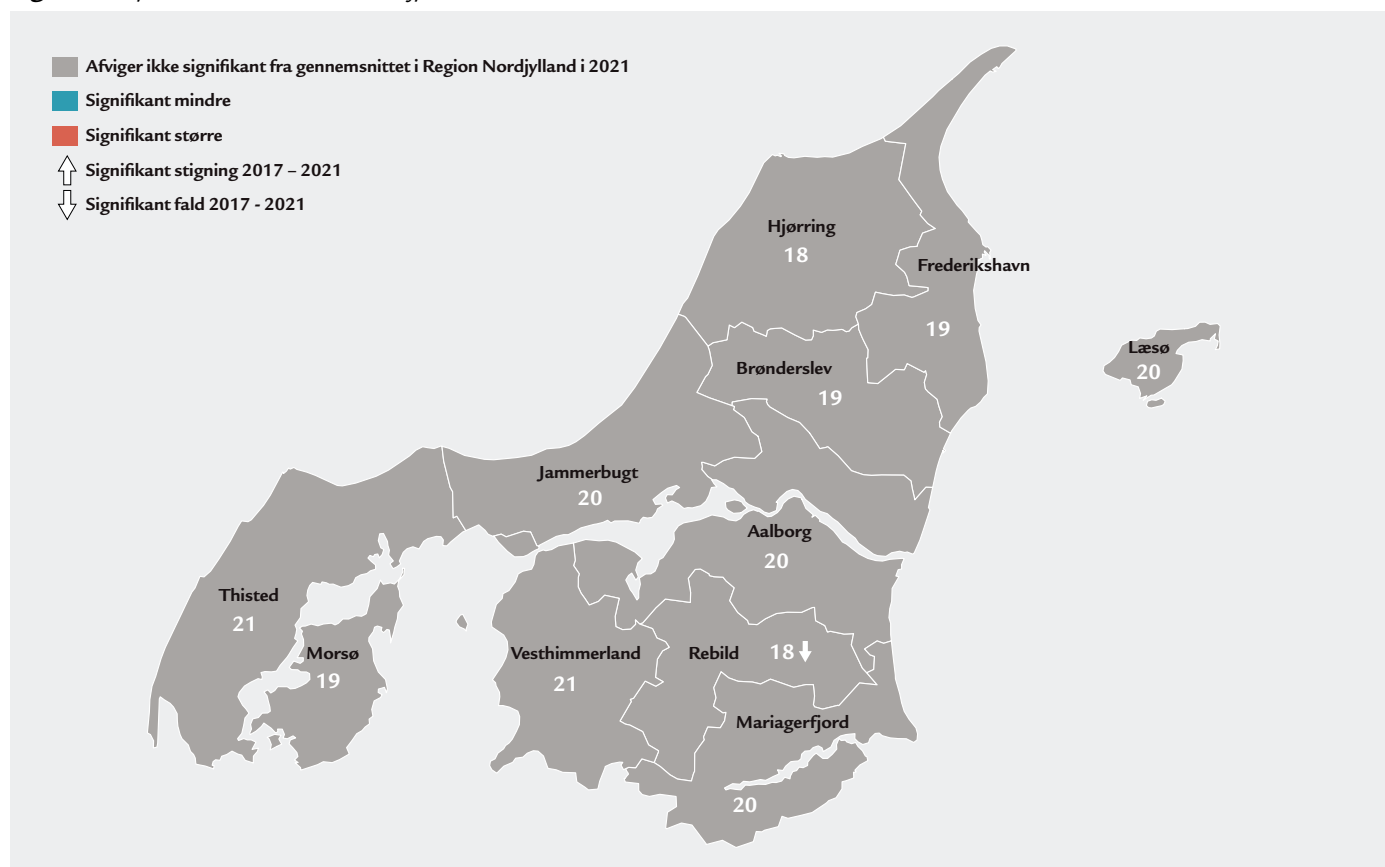 Afviger ikke signifikant fra gennemsnittet i Region Nordjylland i 2021
Signifikant mindre
Signifikant større
Signifikant stigning 2017 – 2021
Signifikant fald 2017 - 2021
Hjørring
18
Frederikshavn
19
Læsø
20
Brønderslev
19
Jammerbugt
20
Aalborg
20
Thisted
21
Morsø
19
Vesthimmerland
21
Rebild 18
Mariagerfjord
20